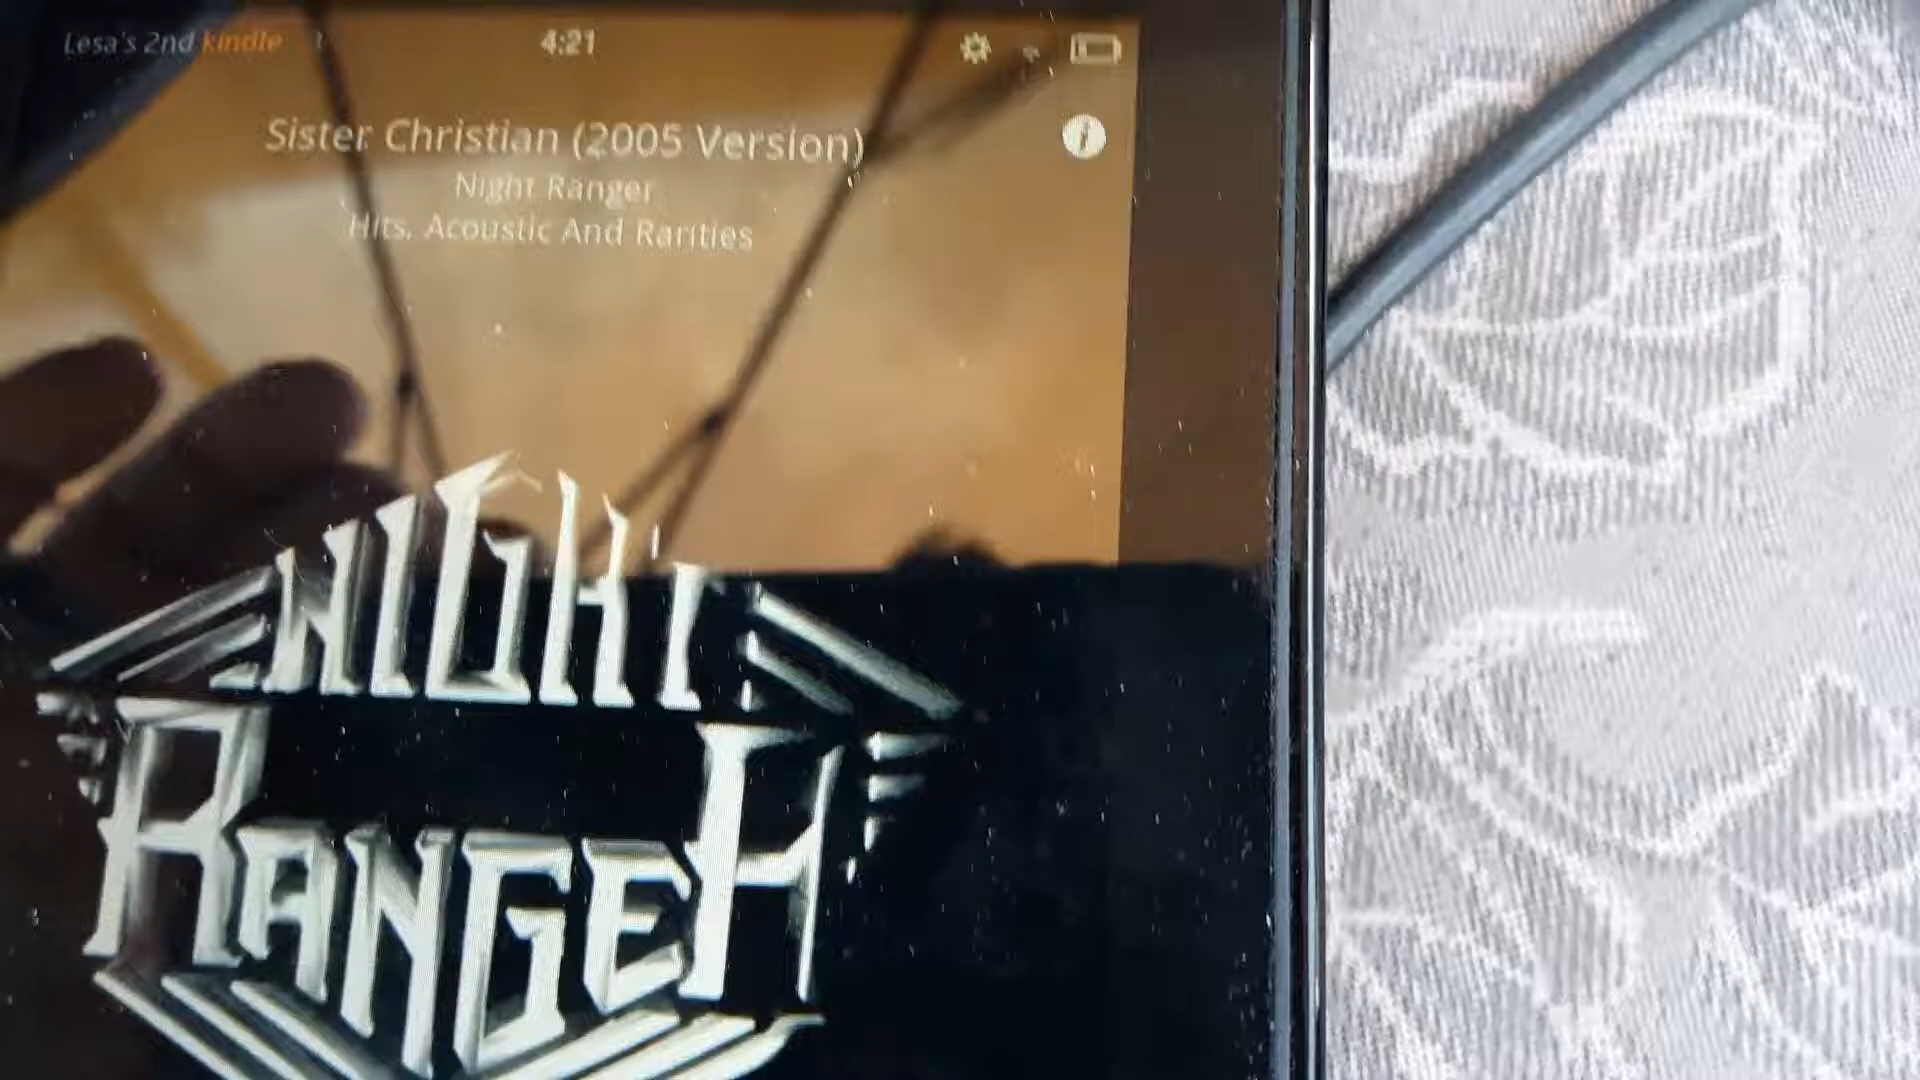 Lesa's 2nd kindle
4:21
Sister Christian (2005 Version)
Night Ranger
Hits, Acoustic And Rarities
NIGHT
RANGER